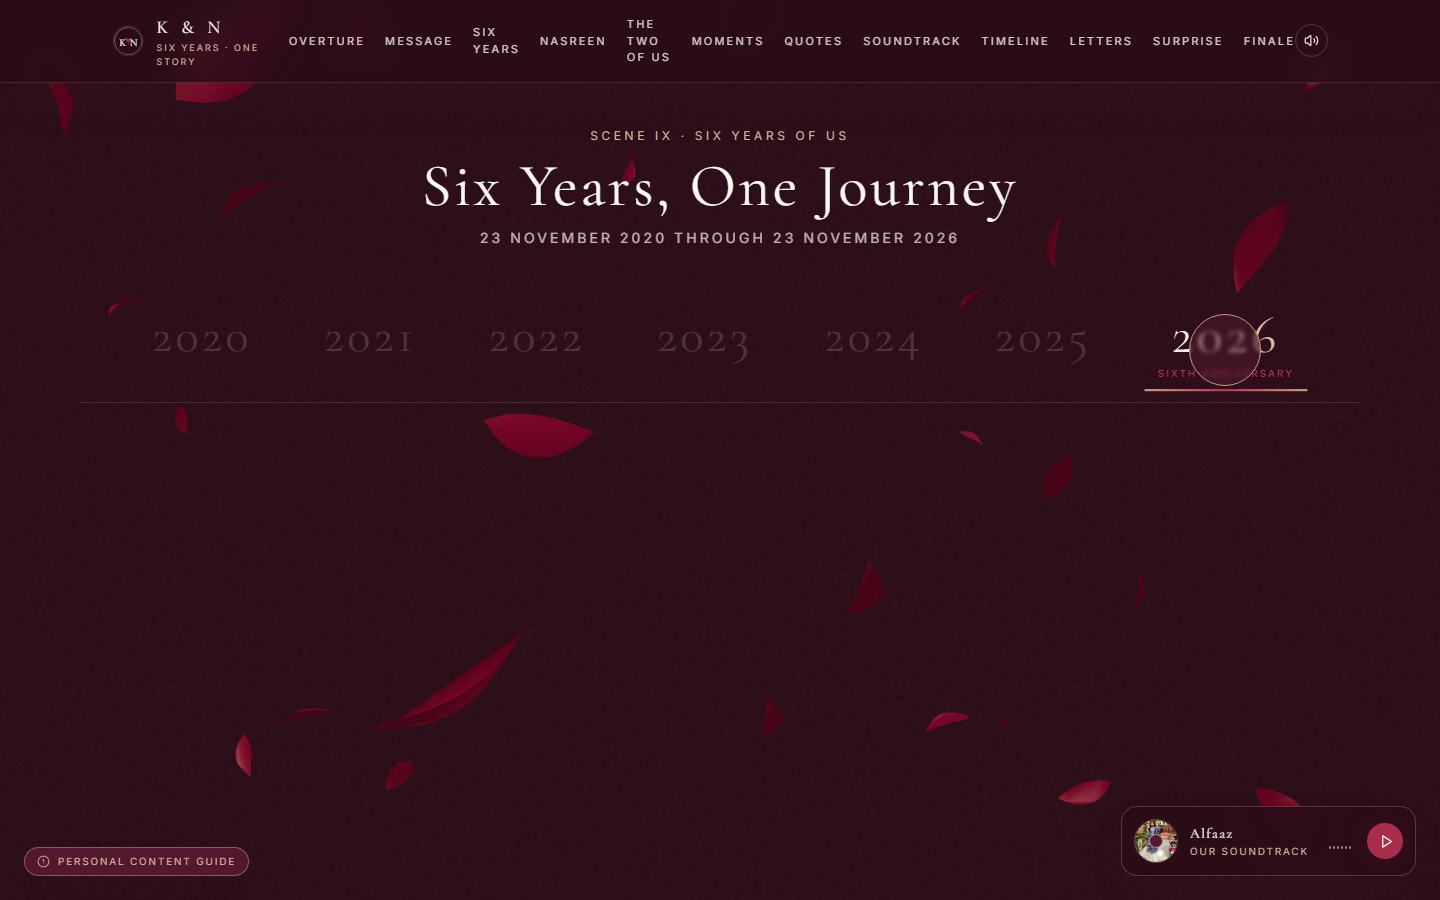 K & N
SIX YEARS · ONE
STORY
OVERTURE
MESSAGE
SIX
YEARS
NASREEN
THE
TWO
OF US
MOMENTS
QUOTES
SOUNDTRACK
TIMELINE
LETTERS
SURPRISE
FINALE
SCENE IX · SIX YEARS OF US
Six Years, One Journey
23 NOVEMBER 2020 THROUGH 23 NOVEMBER 2026
2020
2021
2022
2023
2024
2025
2026
SIXTH
PERSONAL CONTENT GUIDE
Alfaaz
OUR SOUNDTRACK